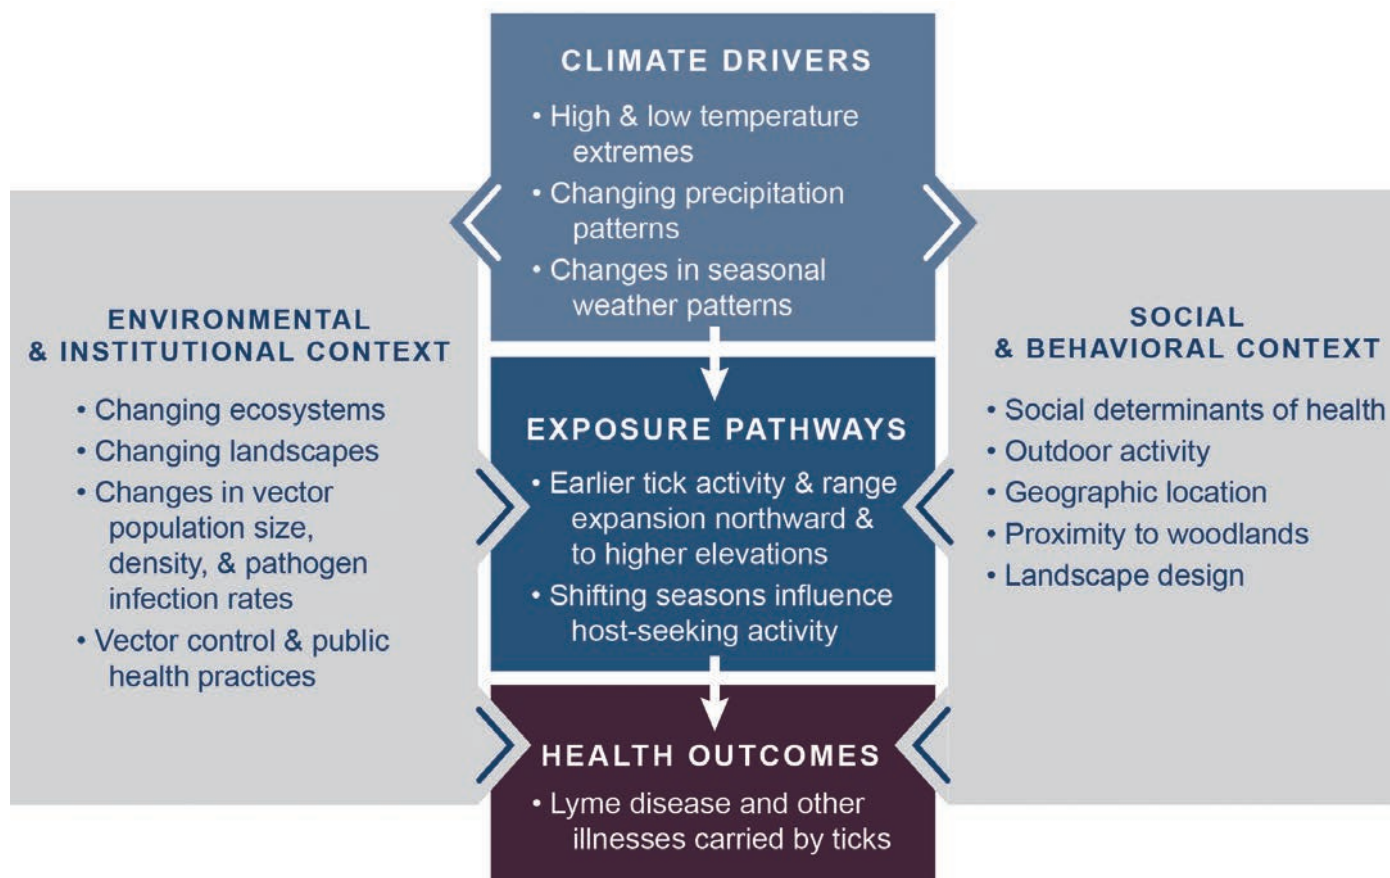 CLIMATE DRIVERS
• High & low temperature
extremes
• Changing precipitation
patterns
• Changes in seasonal
weather patterns
ENVIRONMENTAL
& INSTITUTIONAL CONTEXT
• Changing ecosystems
• Changing landscapes
• Changes in vector
population size,
density, & pathogen
infection rates
• Vector control & public
health practices
EXPOSURE PATHWAYS
• Earlier tick activity & range
expansion northward &
to higher elevations
• Shifting seasons influence
host-seeking activity
SOCIAL
& BEHAVIORAL CONTEXT
• Social determinants of health
• Outdoor activity
• Geographic location
• Proximity to woodlands
• Landscape design
HEALTH OUTCOMES
• Lyme disease and other
illnesses carried by ticks